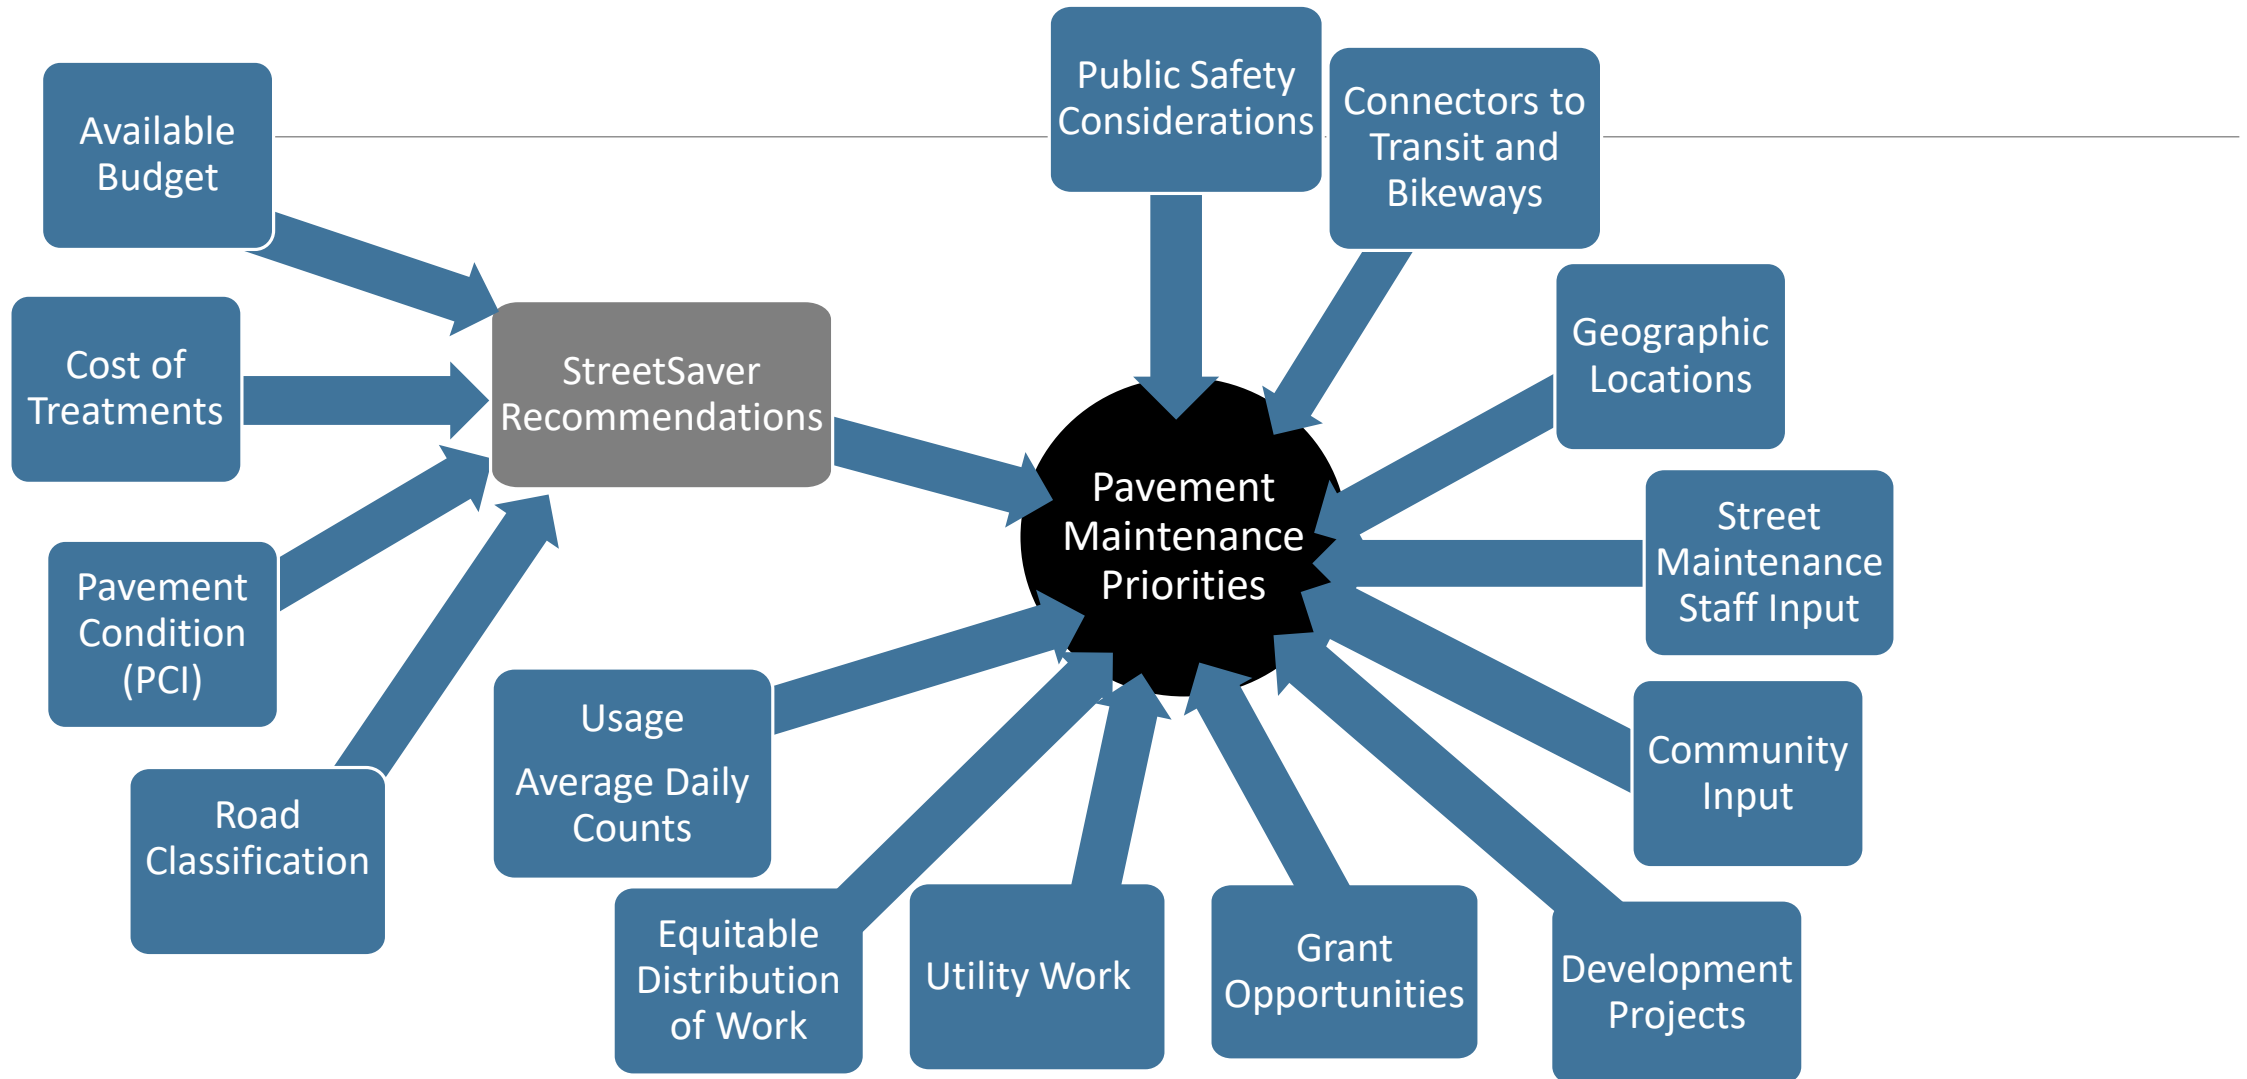 Available
Budget
Cost of
Treatments
Pavement
Condition
(PCI)
Road
Classification
StreetSaver
Recommendations
Public Safety
Considerations
Connectors to
Transit and
Bikeways
Geographic
Locations
Street
Maintenance
Staff Input
Community
Input
Development
Projects
Grant
Opportunities
Utility Work
Equitable
Distribution
of Work
Usage
Average Daily
Counts
Pavement
Maintenance
Priorities